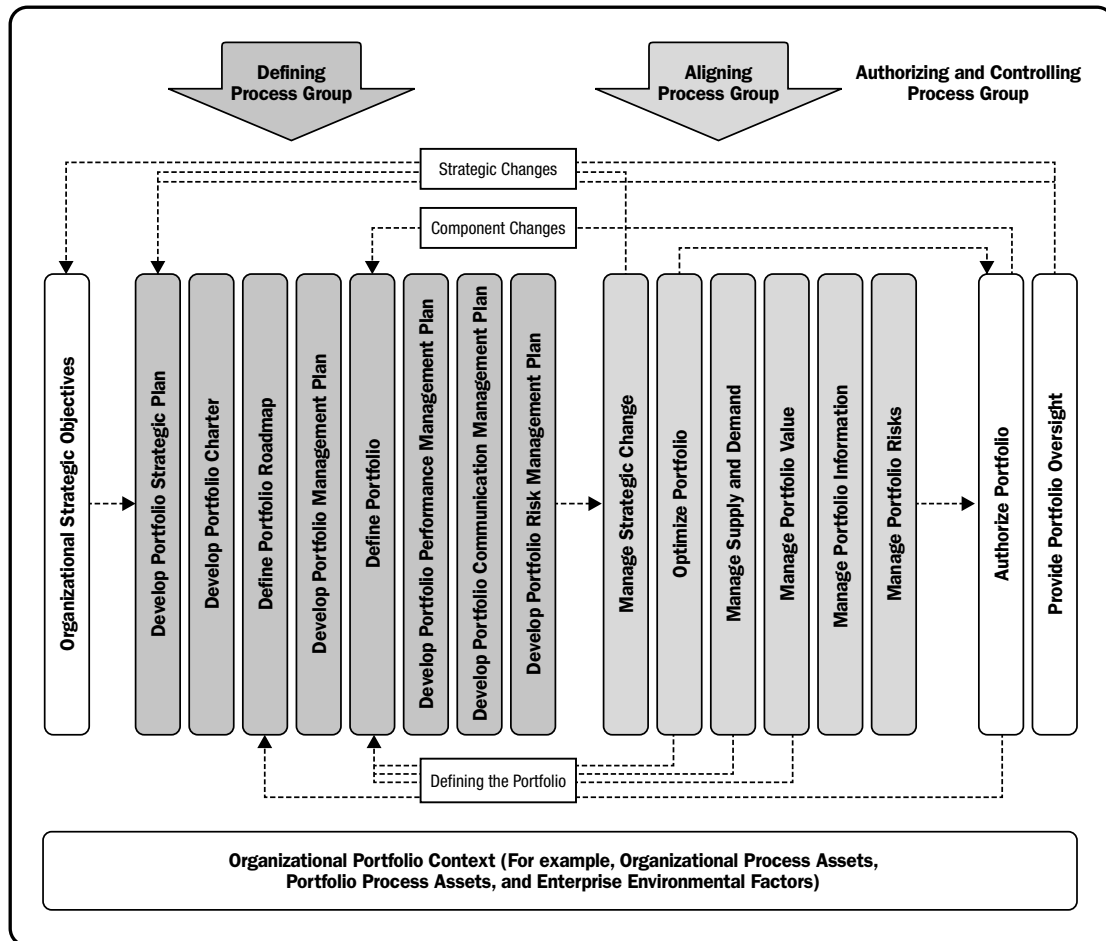 Defining
Process Group
Aligning
Process Group
Authorizing and Controlling
Process Group
Strategic Changes
Component Changes
Organizational Strategic Objectives
Develop Portfolio Strategic Plan
Develop Portfolio Charter
Define Portfolio Roadmap
Develop Portfolio Management Plan
Define Portfolio
Develop Portfolio Performance Management Plan
Develop Portfolio Communication Management Plan
Develop Portfolio Risk Management Plan
Manage Strategic Change
Optimize Portfolio
Manage Supply and Demand
Manage Portfolio Value
Manage Portfolio Information
Manage Portfolio Risks
Authorize Portfolio
Provide Portfolio Oversight
Defining the Portfolio
Organizational Portfolio Context (For example, Organizational Process Assets,
Portfolio Process Assets, and Enterprise Environmental Factors)